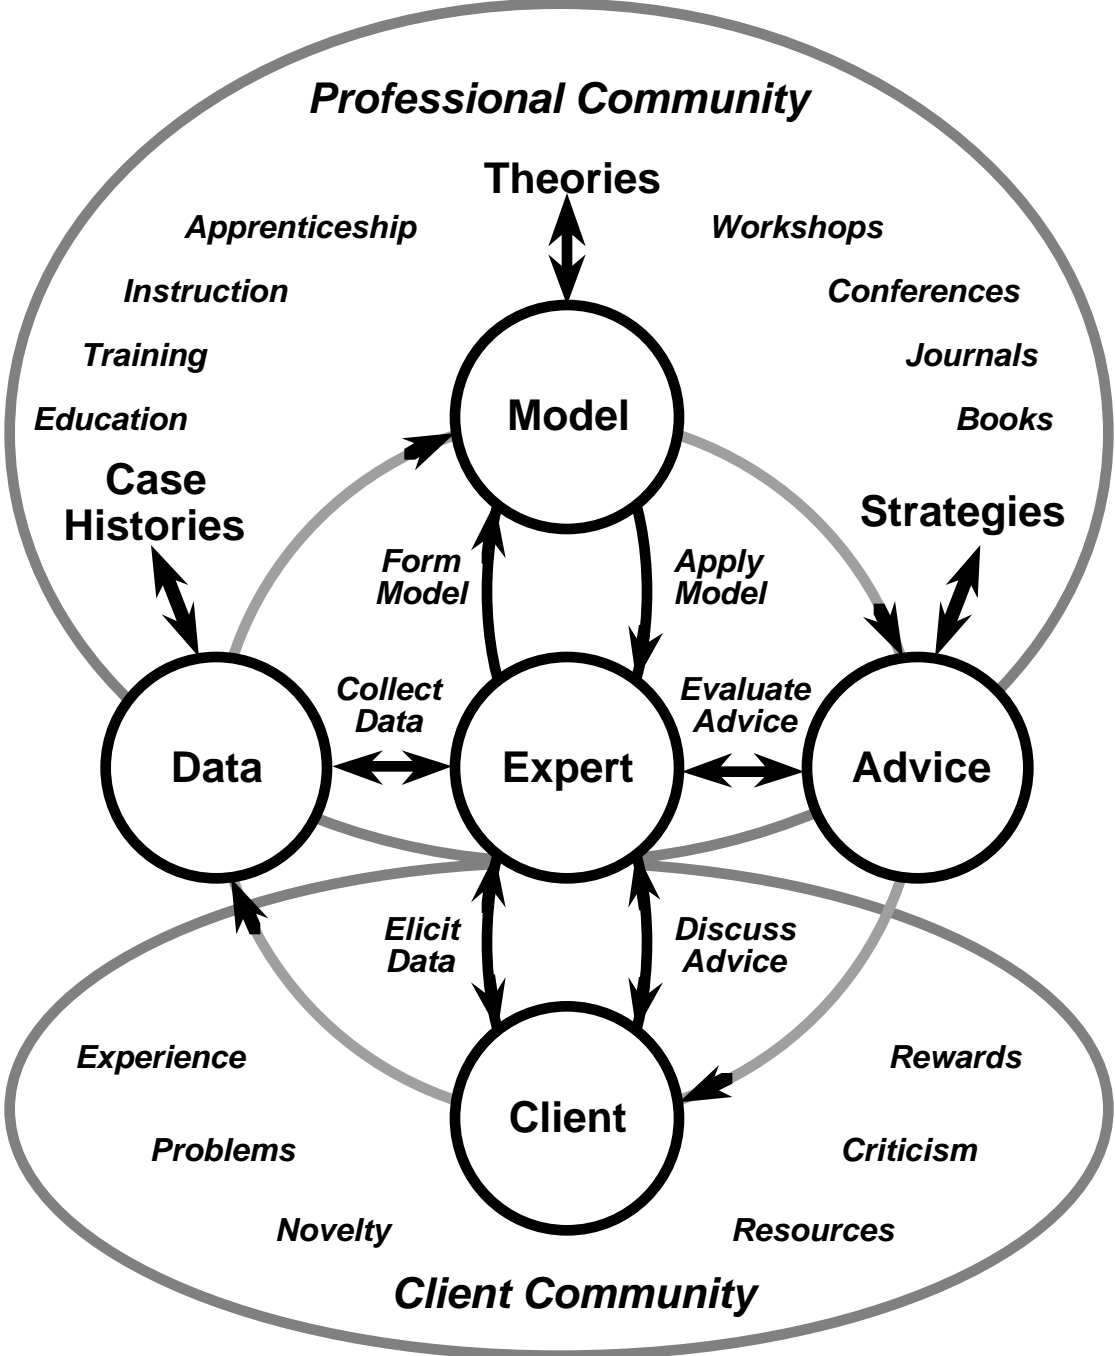 Professional Community
Theories
Apprenticeship
Workshops
Instruction
Conferences
Training
Journals
Education
Model
Books
Case
Histories
Strategies
Form
Model
Apply
Model
Collect
Data
Evaluate
Advice
Data
Expert
Advice
Elicit
Data
Discuss
Advice
Experience
Rewards
Client
Problems
Criticism
Novelty
Resources
Client Community